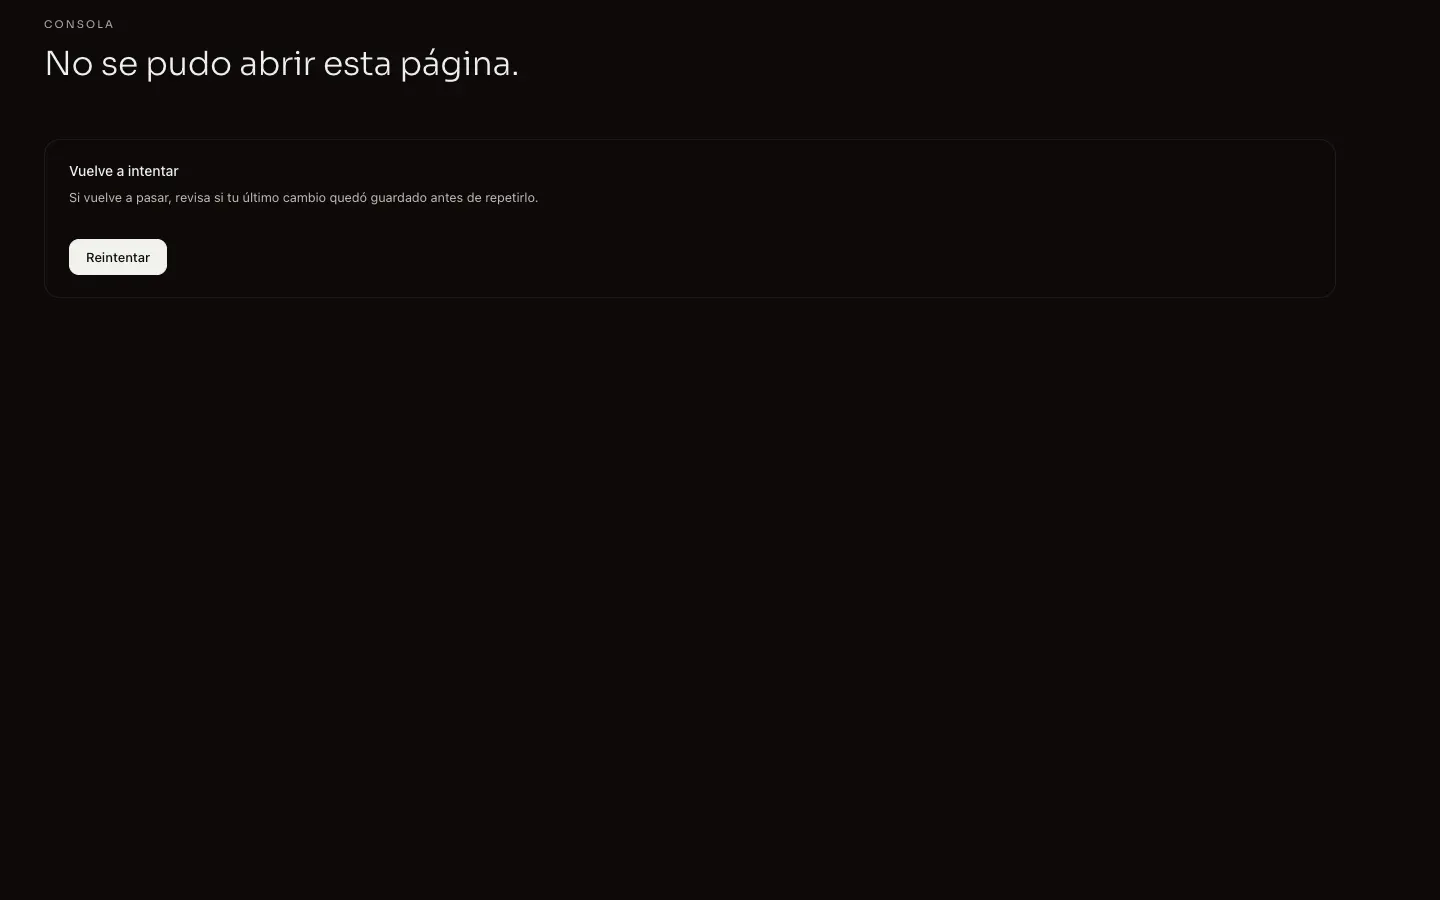 CONSOLA
No se pudo abrir esta página.
Vuelve a intentar
Si vuelve a pasar, revisa si tu último cambio quedó guardado antes de repetirlo.
Reintentar